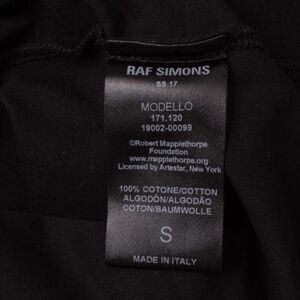 RAF SIMONS
SS 17
MODELLO
171.120
19002-00099
©Robert Mapplethorpe
Foundation
www.mapplethorpe.org
Licensed by Artestar, New York
100% COTONE/COTTON
ALGODÓN/ALGODÃO
COTON/BAUMWOLLE
S
MADE IN ITALY